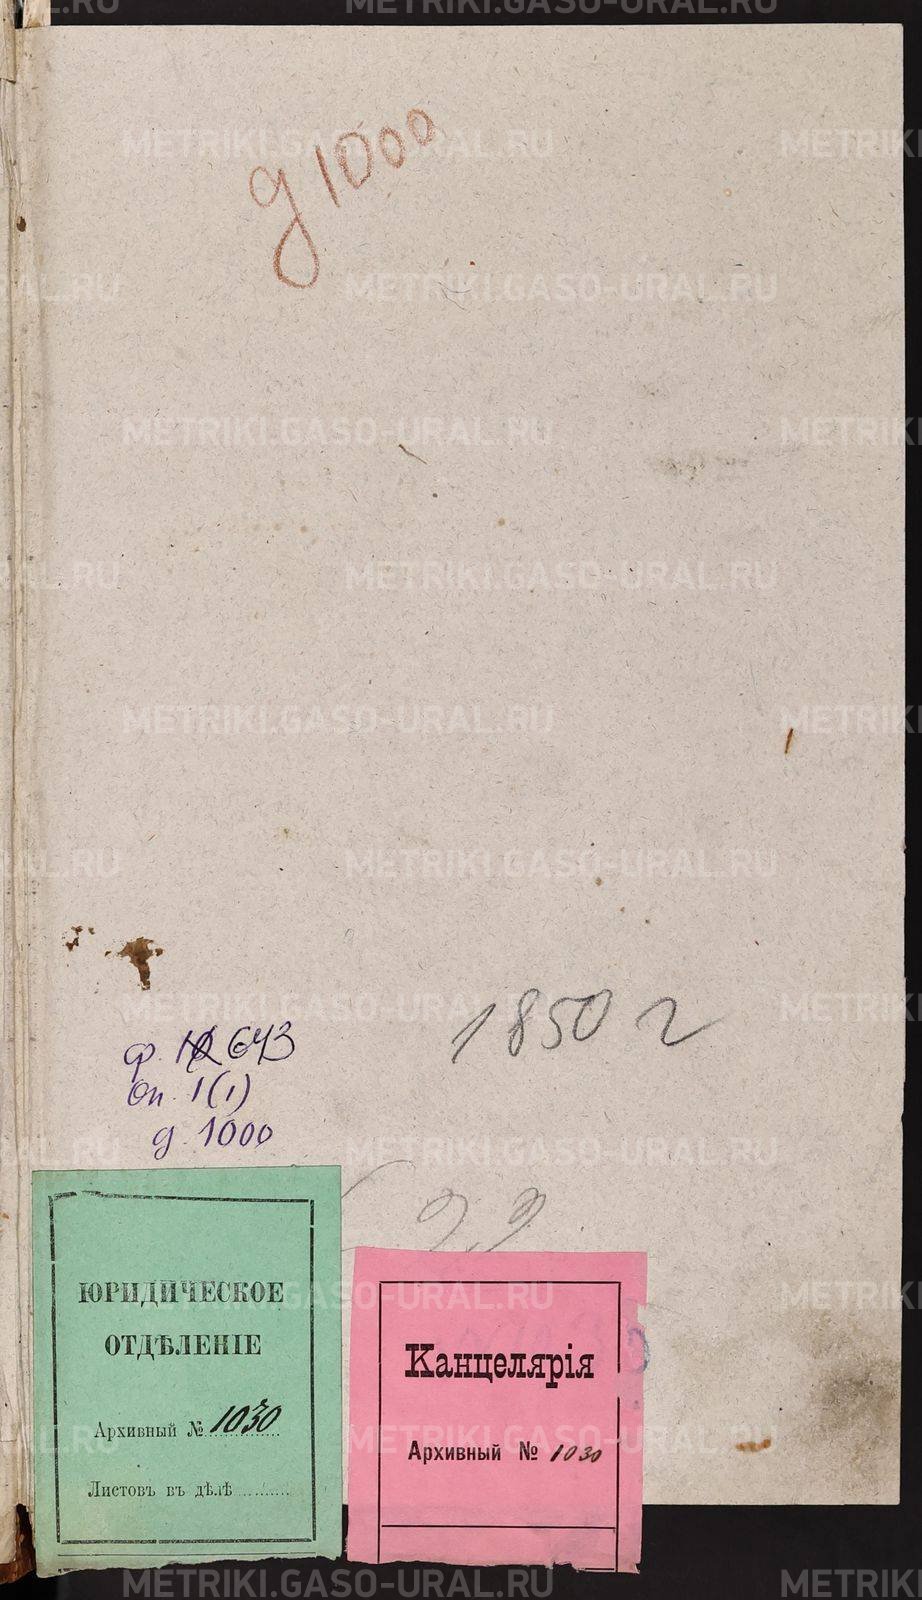 д 1000
1850 г
ф. 643
оп. 1(1)
д. 1000
ЮРИДИЧЕСКОЕ
ОТДѢЛЕНІЕ
Архивный № 1030
Листовъ въ дѣлѣ
Канцелярія
Архивный № 1030
METRIKI.GASO-URAL.RU